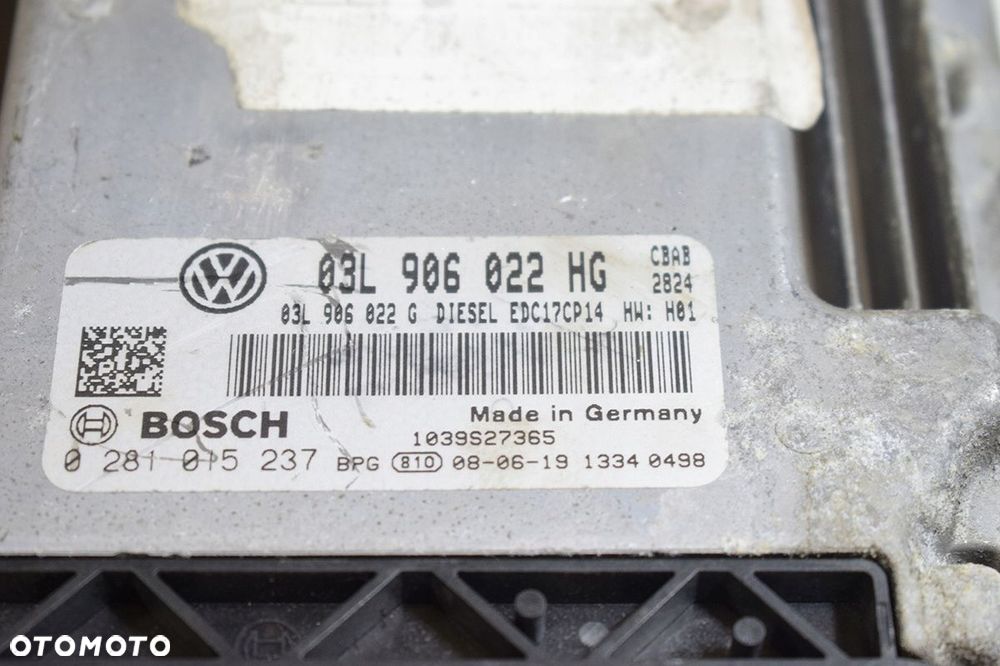 03L 906 022 HG CBAB
2824
03L 906 022 G DIESEL EDC17CP14 HW: H01
BOSCH Made in Germany
1039S27365
0 281 015 237 BPG 810 08-06-19 1334 0498
OTOMOTO